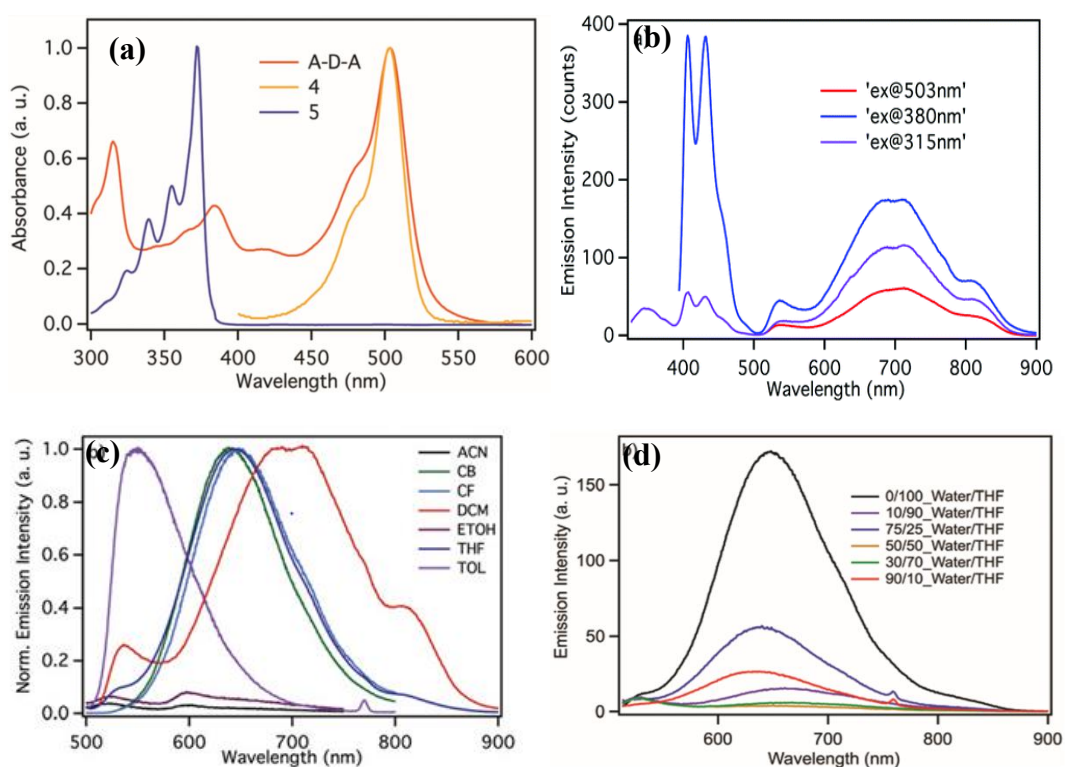 (a)
A-D-A
4
5
Absorbance (a. u.)
1.0
0.8
0.6
0.4
0.2
0.0
300
350
400
450
500
550
600
Wavelength (nm)
(b)
'ex@503nm'
'ex@380nm'
'ex@315nm'
Emission Intensity (counts)
400
300
200
100
0
400
500
600
700
800
900
Wavelength (nm)
(c)
ACN
CB
CF
DCM
ETOH
THF
TOL
Norm. Emission Intensity (a. u.)
1.0
0.8
0.6
0.4
0.2
0.0
500
600
700
800
900
Wavelength (nm)
(d)
0/100_Water/THF
10/90_Water/THF
75/25_Water/THF
50/50_Water/THF
30/70_Water/THF
90/10_Water/THF
Emission Intensity (a. u.)
150
100
50
0
600
700
800
900
Wavelength (nm)